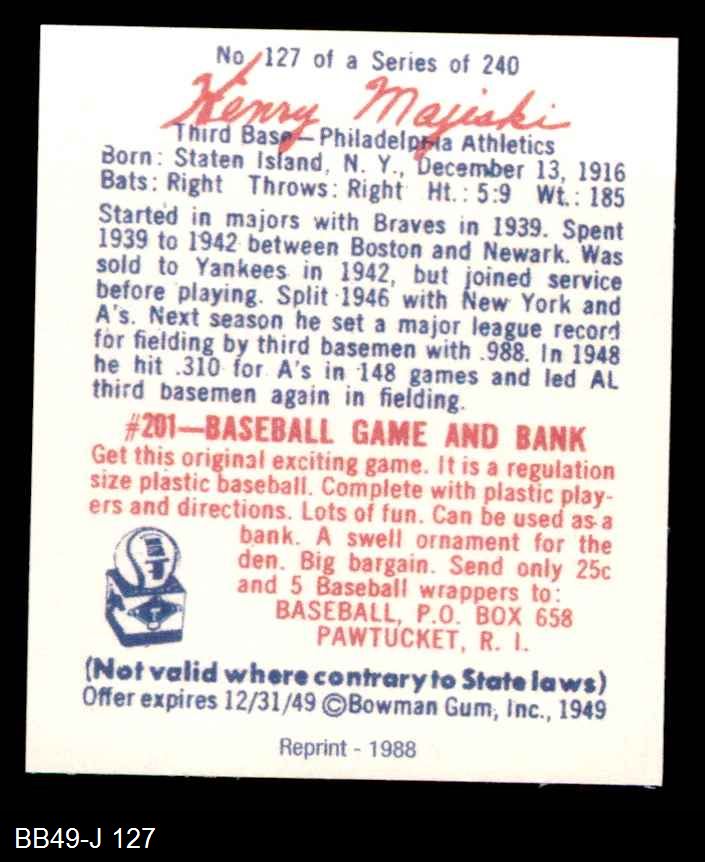 No 127 of a Series of 240
Henry Majeski
Third Base—Philadelphia Athletics
Born: Staten Island, N. Y., December 13, 1916
Bats: Right Throws: Right Ht.: 5:9 Wt.: 185
Started in majors with Braves in 1939. Spent
1939 to 1942 between Boston and Newark. Was
sold to Yankees in 1942, but joined service
before playing. Split 1946 with New York and
A's. Next season he set a major league record
for fielding by third basemen with .988. In 1948
he hit .310 for A's in 148 games and led AL
third basemen again in fielding.
#201—BASEBALL GAME AND BANK
Get this original exciting game. It is a regulation
size plastic baseball. Complete with plastic play-
ers and directions. Lots of fun. Can be used as a
bank. A swell ornament for the
den. Big bargain. Send only 25c
and 5 Baseball wrappers to:
BASEBALL, P.O. BOX 658
PAWTUCKET, R. I.
(Not valid where contrary to State laws)
Offer expires 12/31/49 ©Bowman Gum, Inc., 1949
Reprint - 1988
BB49-J 127